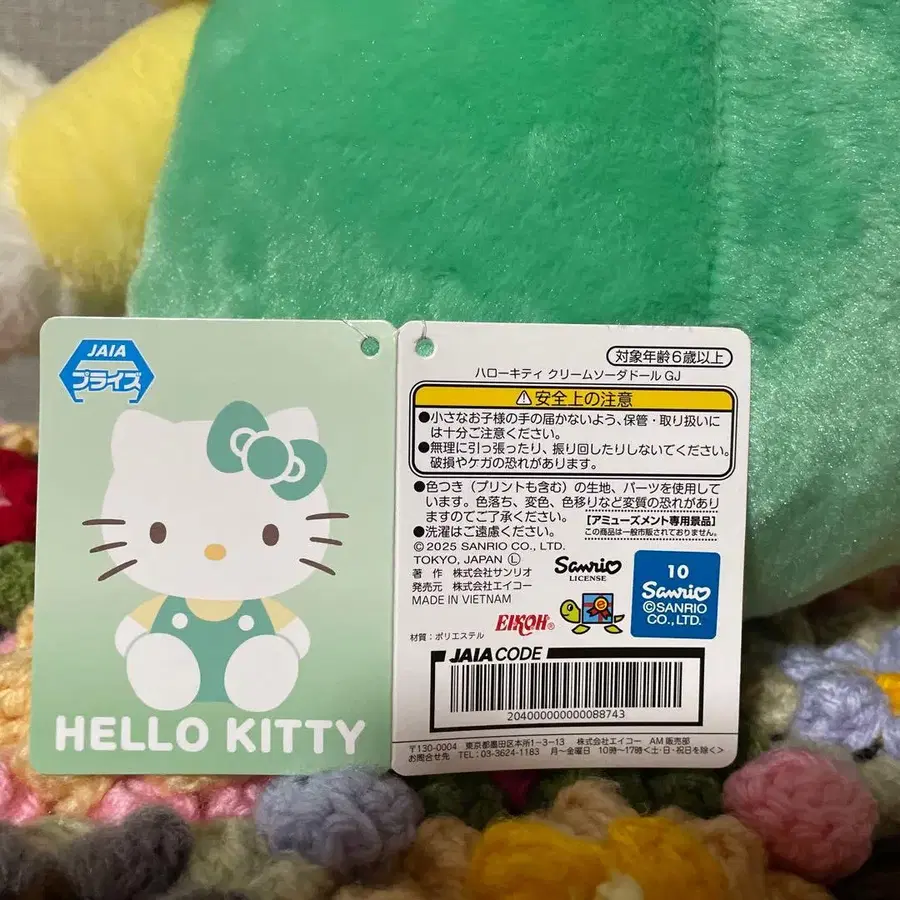 JAIA
プライズ
HELLO KITTY
対象年齢6歳以上
ハローキティ クリームソーダドール GJ
⚠安全上の注意
●小さなお子様の手の届かないよう、保管・取り扱いに
は十分ご注意ください。
●無理に引っ張ったり、振り回したりしないでください。
破損やケガの恐れがあります。
●色つき（プリントも含む）の生地、パーツを使用して
います。色落ち、変色、色移りなど変質の恐れがあり
ますのでご了承ください。
●洗濯はご遠慮ください。
【アミューズメント専用景品】
この商品は一般市販されておりません。
©2025 SANRIO CO., LTD.
TOKYO, JAPAN Ⓛ
著 作 株式会社サンリオ
発売元 株式会社エイコー
MADE IN VIETNAM
Sanrio
LICENSE
10
Sanrio
©SANRIO
CO.,LTD.
EIKOH®
材質：ポリエステル
JAIA CODE
204000000000088743
〒130-0004 東京都墨田区本所1-3-13 株式会社エイコー AM販売部
お問合せ先 TEL：03-3624-1183 月〜金曜日 10時〜17時<土・日・祝日を除く>